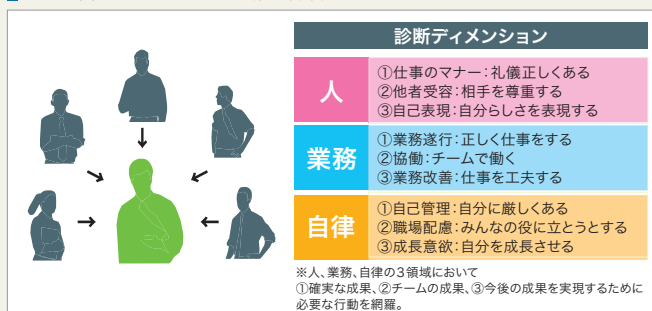 診断ディメンション
人
①仕事のマナー：礼儀正しくある
②他者受容：相手を尊重する
③自己表現：自分らしさを表現する
業務
①業務遂行：正しく仕事をする
②協働：チームで働く
③業務改善：仕事を工夫する
自律
①自己管理：自分に厳しくある
②職場配慮：みんなの役に立とうとする
③成長意欲：自分を成長させる
※人、業務、自律の3領域において
①確実な成果、②チームの成果、③今後の成果を実現するために
必要な行動を網羅。